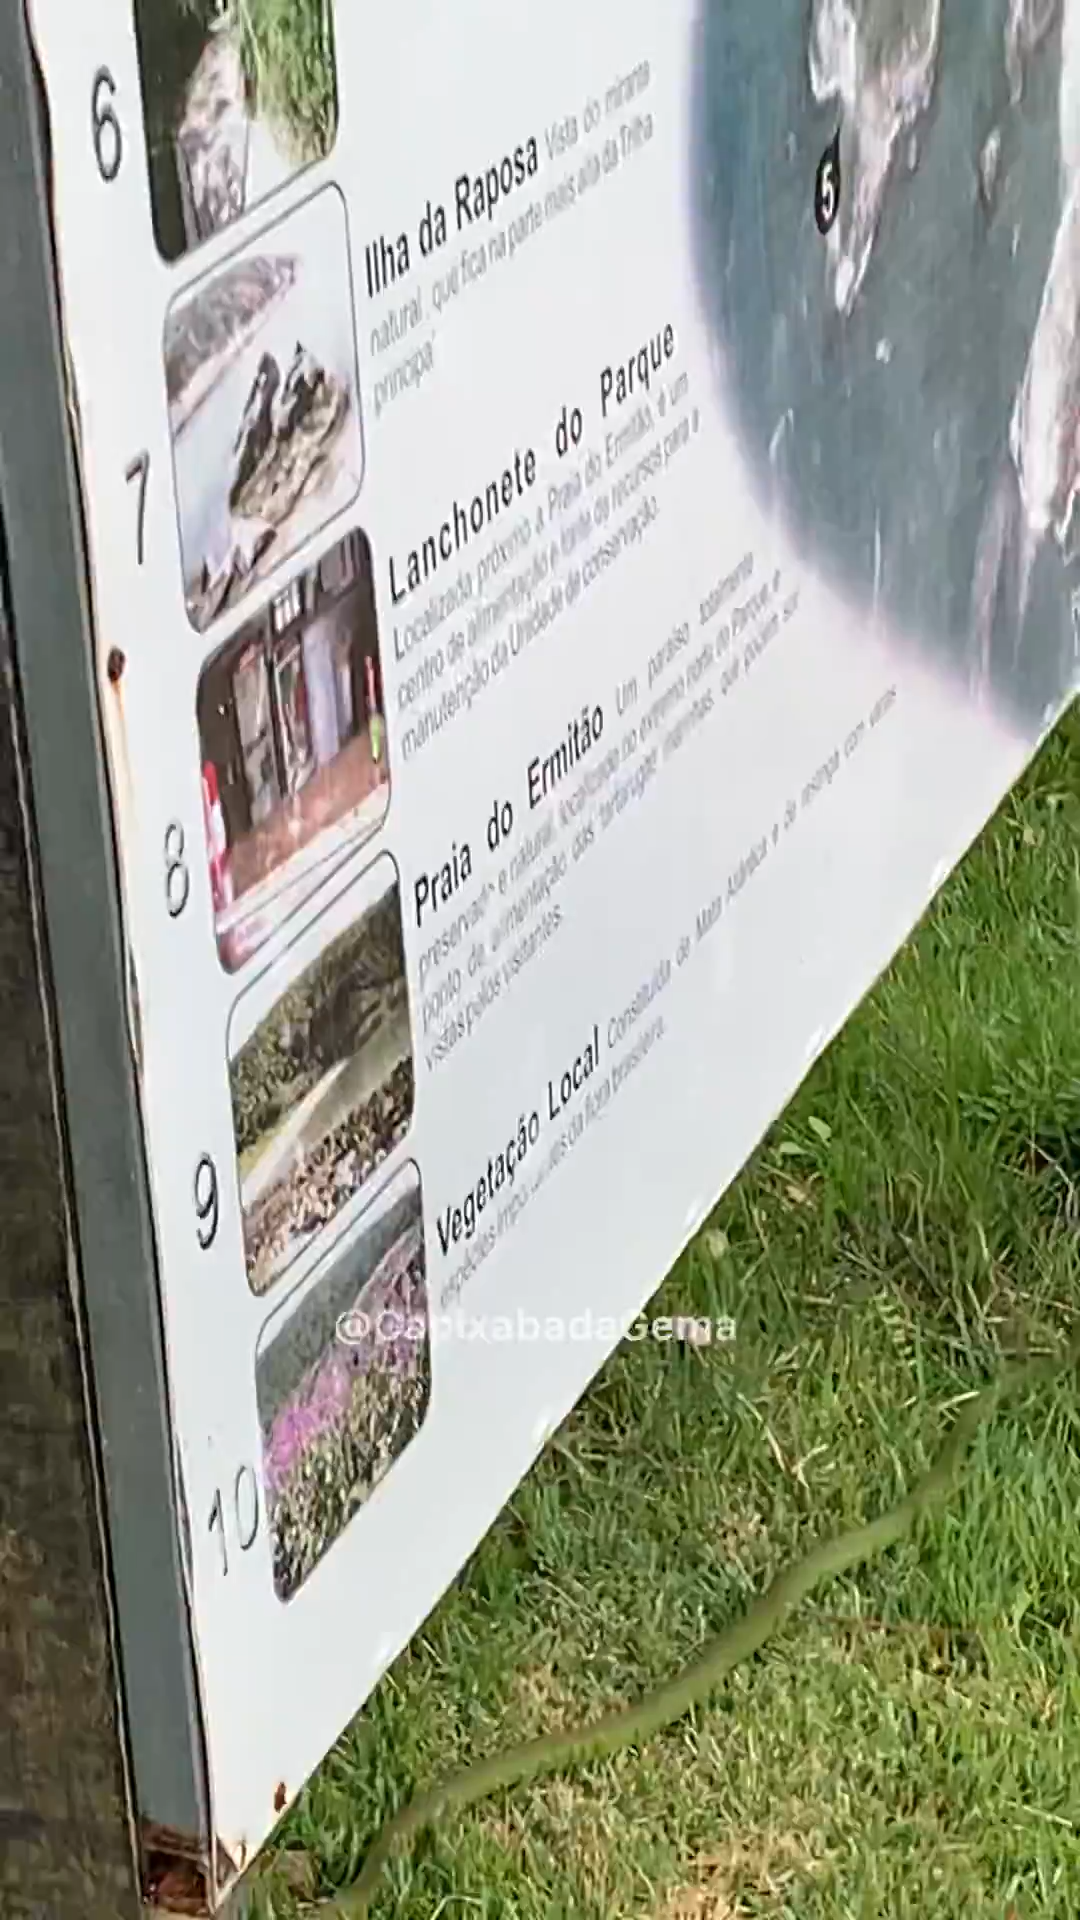 6
5
Ilha da Raposa Vista do mirante
natural, que fica na parte mais alta da Trilha
principal
7
Lanchonete do Parque
Localizada próximo à Praia do Ermitão, é um
centro de alimentação e fonte de recursos para a
manutenção da Unidade de conservação.
8
Praia do Ermitão Um paraíso totalmente
preservado e natural, localizado no extremo norte do Parque, é
ponto de alimentação das tartarugas marinhas, que podem ser
vistas pelos visitantes.
9
Vegetação Local Constituída de Mata Atlântica e de restinga com várias
espécies da flora brasileira.
@CapixabadaGema
10